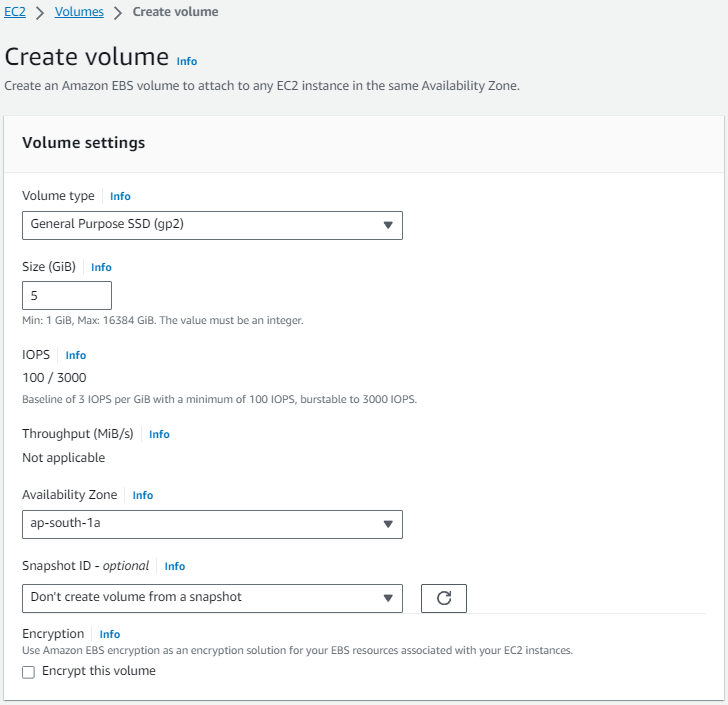 EC2 > Volumes > Create volume
Create volume Info
Create an Amazon EBS volume to attach to any EC2 instance in the same Availability Zone.
Volume settings
Volume type Info
General Purpose SSD (gp2)
Size (GiB) Info
5
Min: 1 GiB, Max: 16384 GiB. The value must be an integer.
IOPS Info
100 / 3000
Baseline of 3 IOPS per GiB with a minimum of 100 IOPS, burstable to 3000 IOPS.
Throughput (MiB/s) Info
Not applicable
Availability Zone Info
ap-south-1a
Snapshot ID - optional Info
Don't create volume from a snapshot
Encryption Info
Use Amazon EBS encryption as an encryption solution for your EBS resources associated with your EC2 instances.
Encrypt this volume